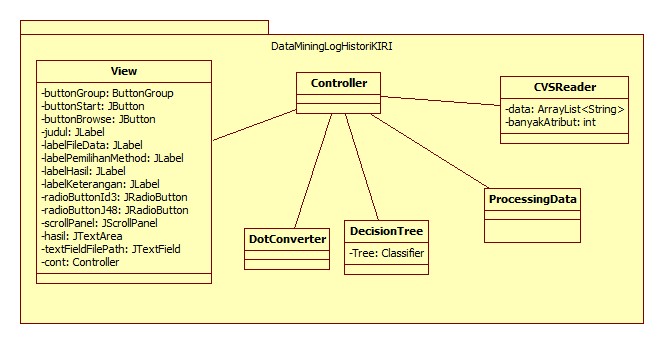 DataMiningLogHistoriKIRI
View
-buttonGroup: ButtonGroup
-buttonStart: JButton
-buttonBrowse: JButton
-judul: JLabel
-labelFileData: JLabel
-labelPemilihanMethod: JLabel
-labelHasil: JLabel
-labelKeterangan: JLabel
-radioButtonId3: JRadioButton
-radioButtonJ48: JRadioButton
-scrollPanel: JScrollPanel
-hasil: JTextArea
-textFieldFilePath: JTextField
-cont: Controller
Controller
CVSReader
-data: ArrayList<String>
-banyakAtribut: int
DotConverter
DecisionTree
-Tree: Classifier
ProcessingData